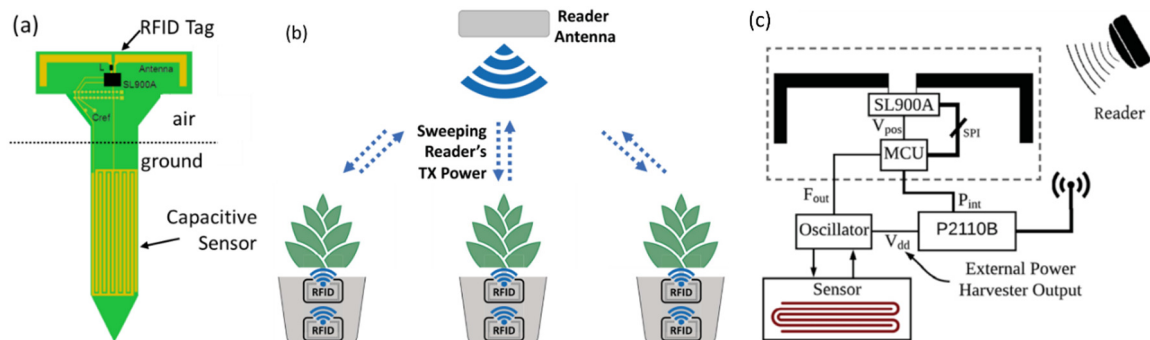 (a)
RFID Tag
L
Antenna
SL900A
Cref
air
ground
Capacitive
Sensor
(b)
Reader
Antenna
Sweeping
Reader's
TX Power
RFID
RFID
RFID
RFID
RFID
RFID
(c)
Reader
SL900A
Vpos
SPI
MCU
Fout
Pint
Oscillator
Vdd
P2110B
External Power
Harvester Output
Sensor